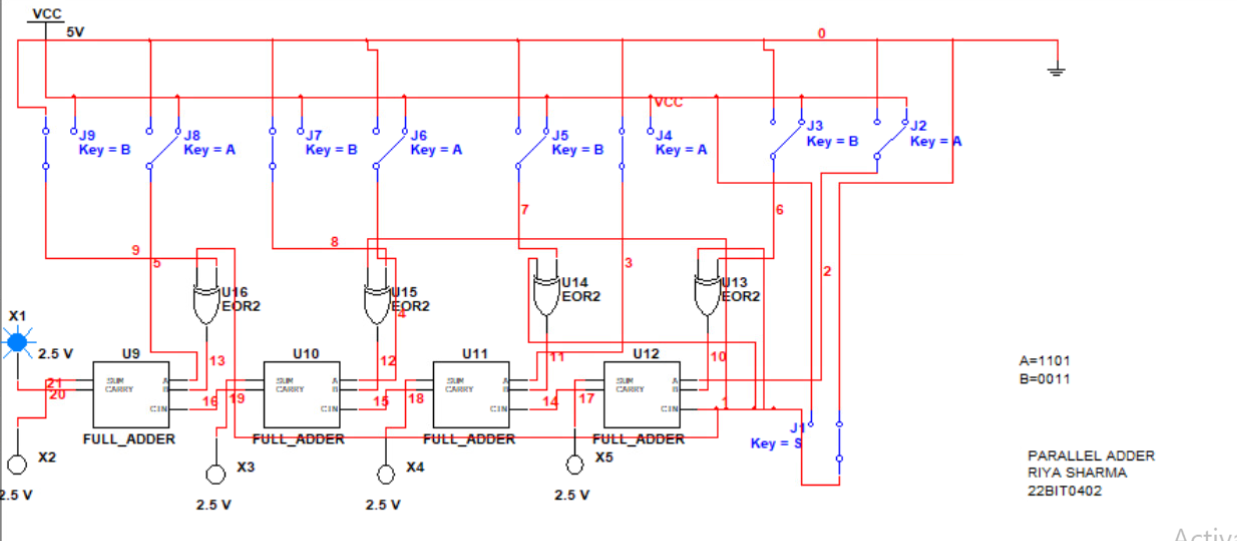 VCC
5V
0
VCC
J9
Key = B
J8
Key = A
J7
Key = B
J6
Key = A
J5
Key = B
J4
Key = A
J3
Key = B
J2
Key = A
7
6
9
5
8
3
2
U16
EOR2
U15
EOR2
4
U14
EOR2
U13
EOR2
X1
2.5 V
U9
U10
U11
U12
13
12
11
10
21
20
SUM
CARRY
A
B
CIN
16
19
SUM
CARRY
A
B
CIN
15
18
SUM
CARRY
A
B
CIN
14
17
SUM
CARRY
A
B
CIN
1
FULL_ADDER
FULL_ADDER
FULL_ADDER
FULL_ADDER
J1
Key = S
X2
2.5 V
X3
2.5 V
X4
2.5 V
X5
2.5 V
A=1101
B=0011
PARALLEL ADDER
RIYA SHARMA
22BIT0402